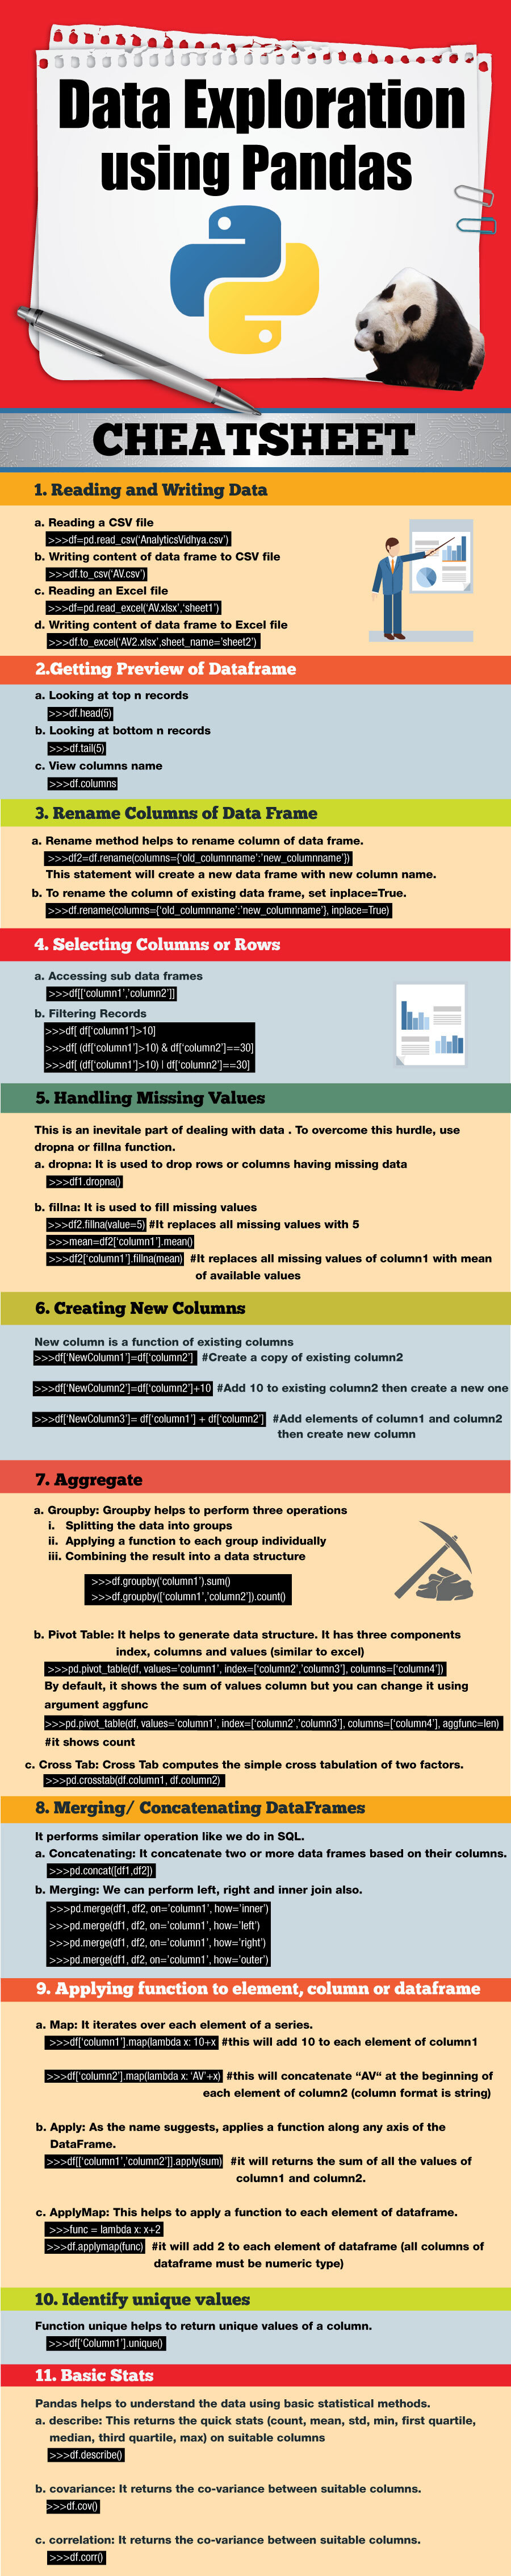 Data Exploration
using Pandas
CHEATSHEET
1. Reading and Writing Data
a. Reading a CSV file
>>>df=pd.read_csv(‘AnalyticsVidhya.csv’)
b. Writing content of data frame to CSV file
>>>df.to_csv(‘AV.csv’)
c. Reading an Excel file
>>>df=pd.read_excel(‘AV.xlsx’,‘sheet1’)
d. Writing content of data frame to Excel file
>>>df.to_excel(‘AV2.xlsx’,sheet_name=‘sheet2’)
2.Getting Preview of Dataframe
a. Looking at top n records
>>>df.head(5)
b. Looking at bottom n records
>>>df.tail(5)
c. View columns name
>>>df.columns
3. Rename Columns of Data Frame
a. Rename method helps to rename column of data frame.
>>>df2=df.rename(columns={‘old_columnname’:‘new_columnname’})
This statement will create a new data frame with new column name.
b. To rename the column of existing data frame, set inplace=True.
>>>df.rename(columns={‘old_columnname’:‘new_columnname’}, inplace=True)
4. Selecting Columns or Rows
a. Accessing sub data frames
>>>df[[‘column1’,‘column2’]]
b. Filtering Records
>>>df[ df[‘column1’]>10]
>>>df[ (df[‘column1’]>10) & df[‘column2’]==30]
>>>df[ (df[‘column1’]>10) | df[‘column2’]==30]
5. Handling Missing Values
This is an inevitale part of dealing with data . To overcome this hurdle, use
dropna or fillna function.
a. dropna: It is used to drop rows or columns having missing data
>>>df1.dropna()
b. fillna: It is used to fill missing values
>>>df2.fillna(value=5) #It replaces all missing values with 5
>>>mean=df2[‘column1’].mean()
>>>df2[‘column1’].fillna(mean) #It replaces all missing values of column1 with mean
of available values
6. Creating New Columns
New column is a function of existing columns
>>>df[‘NewColumn1’]=df[‘column2’] #Create a copy of existing column2
>>>df[‘NewColumn2’]=df[‘column2’]+10 #Add 10 to existing column2 then create a new one
>>>df[‘NewColumn3’]= df[‘column1’] + df[‘column2’] #Add elements of column1 and column2
then create new column
7. Aggregate
a. Groupby: Groupby helps to perform three operations
i. Splitting the data into groups
ii. Applying a function to each group individually
iii. Combining the result into a data structure
>>>df.groupby(‘column1’).sum()
>>>df.groupby([‘column1’,‘column2’]).count()
b. Pivot Table: It helps to generate data structure. It has three components
index, columns and values (similar to excel)
>>>pd.pivot_table(df, values=‘column1’, index=[‘column2’,‘column3’], columns=[‘column4’])
By default, it shows the sum of values column but you can change it using
argument aggfunc
>>>pd.pivot_table(df, values=‘column1’, index=[‘column2’,‘column3’], columns=[‘column4’], aggfunc=len)
#it shows count
c. Cross Tab: Cross Tab computes the simple cross tabulation of two factors.
>>>pd.crosstab(df.column1, df.column2)
8. Merging/ Concatenating DataFrames
It performs similar operation like we do in SQL.
a. Concatenating: It concatenate two or more data frames based on their columns.
>>>pd.concat([df1,df2])
b. Merging: We can perform left, right and inner join also.
>>>pd.merge(df1, df2, on=‘column1’, how=‘inner’)
>>>pd.merge(df1, df2, on=‘column1’, how=‘left’)
>>>pd.merge(df1, df2, on=‘column1’, how=‘right’)
>>>pd.merge(df1, df2, on=‘column1’, how=‘outer’)
9. Applying function to element, column or dataframe
a. Map: It iterates over each element of a series.
>>>df[‘column1’].map(lambda x: 10+x #this will add 10 to each element of column1
>>>df[‘column2’].map(lambda x: ‘AV’+x) #this will concatenate “AV“ at the beginning of
each element of column2 (column format is string)
b. Apply: As the name suggests, applies a function along any axis of the
DataFrame.
>>>df[[‘column1’,‘column2’]].apply(sum) #it will returns the sum of all the values of
column1 and column2.
c. ApplyMap: This helps to apply a function to each element of dataframe.
>>>func = lambda x: x+2
>>>df.applymap(func) #it will add 2 to each element of dataframe (all columns of
dataframe must be numeric type)
10. Identify unique values
Function unique helps to return unique values of a column.
>>>df[‘Column1’].unique()
11. Basic Stats
Pandas helps to understand the data using basic statistical methods.
a. describe: This returns the quick stats (count, mean, std, min, first quartile,
median, third quartile, max) on suitable columns
>>>df.describe()
b. covariance: It returns the co-variance between suitable columns.
>>>df.cov()
c. correlation: It returns the co-variance between suitable columns.
>>>df.corr()